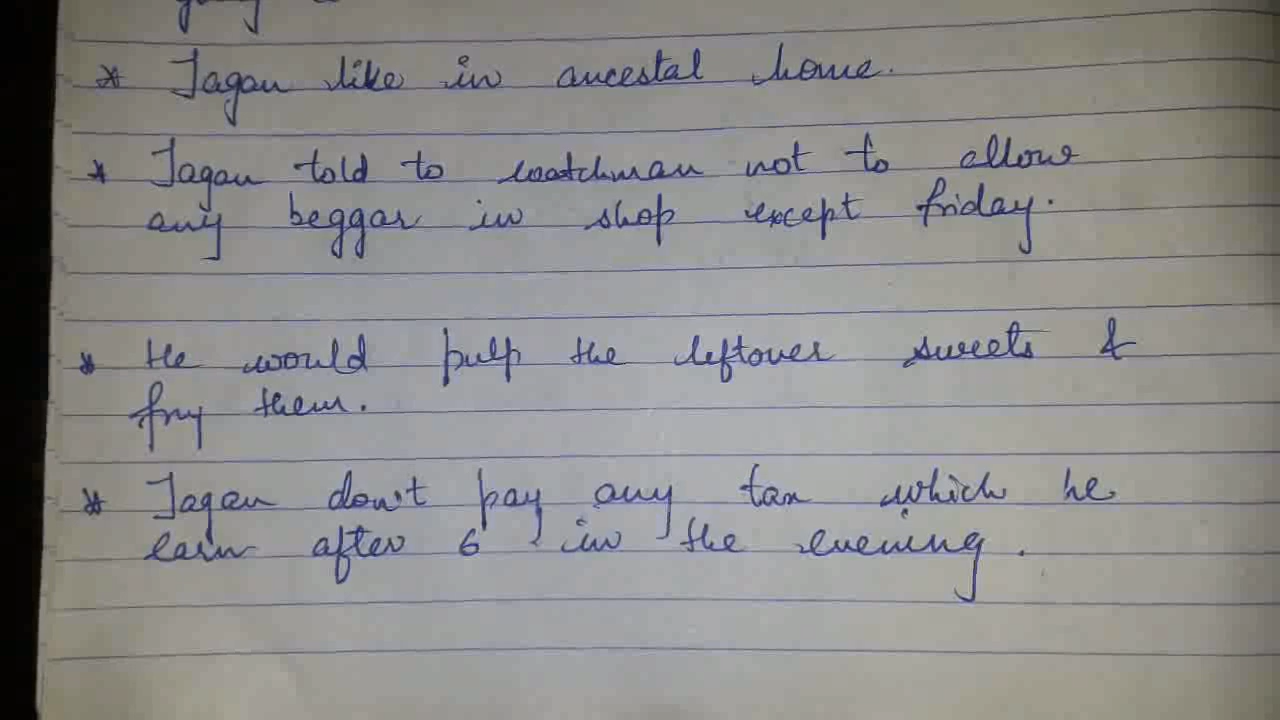 * Jagan like in ancestal home.
* Jagan told to watchman not to allow
any beggar in shop except friday.
* He would pulp the leftover sweets &
fry them.
* Jagan don't pay any tax which he
earn after 6 in the evening.